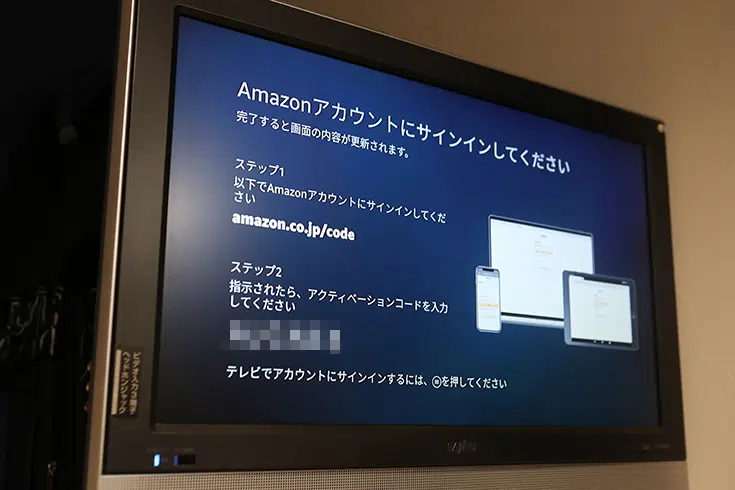 Amazonアカウントにサインインしてください
完了すると画面の内容が更新されます。
ステップ1
以下でAmazonアカウントにサインインしてくだ
さい
amazon.co.jp/code
ステップ2
指示されたら、アクティベーションコードを入力
してください
テレビでアカウントにサインインするには、を押してください
ビデオ入力3端子
ヘッドホンジャック
SANYO